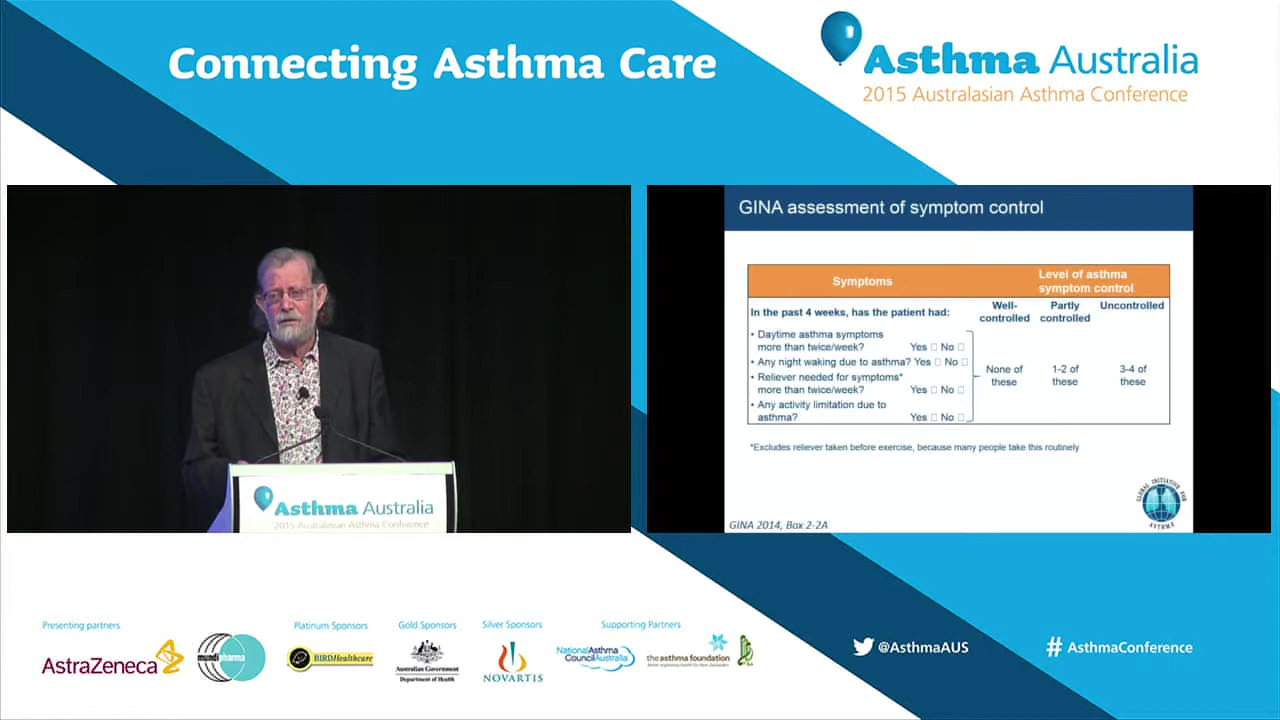 Connecting Asthma Care
Asthma Australia
2015 Australasian Asthma Conference
GINA assessment of symptom control
Symptoms
Level of asthma
symptom control
In the past 4 weeks, has the patient had:
Well-
controlled
Partly
controlled
Uncontrolled
• Daytime asthma symptoms
more than twice/week? Yes □ No □
• Any night waking due to asthma? Yes □ No □
• Reliever needed for symptoms*
more than twice/week? Yes □ No □
• Any activity limitation due to
asthma? Yes □ No □
None of
these
1-2 of
these
3-4 of
these
*Excludes reliever taken before exercise, because many people take this routinely
GINA 2014, Box 2-2A
GLOBAL INITIATIVE FOR
ASTHMA
Asthma Australia
2015 Australasian Asthma Conference
Presenting partners
AstraZeneca
mundipharma
Platinum Sponsors
BIRDHealthcare
Gold Sponsors
Australian Government
Department of Health
Silver Sponsors
NOVARTIS
Supporting Partners
National Asthma
Council Australia
the asthma foundation
@AsthmaAUS
# AsthmaConference